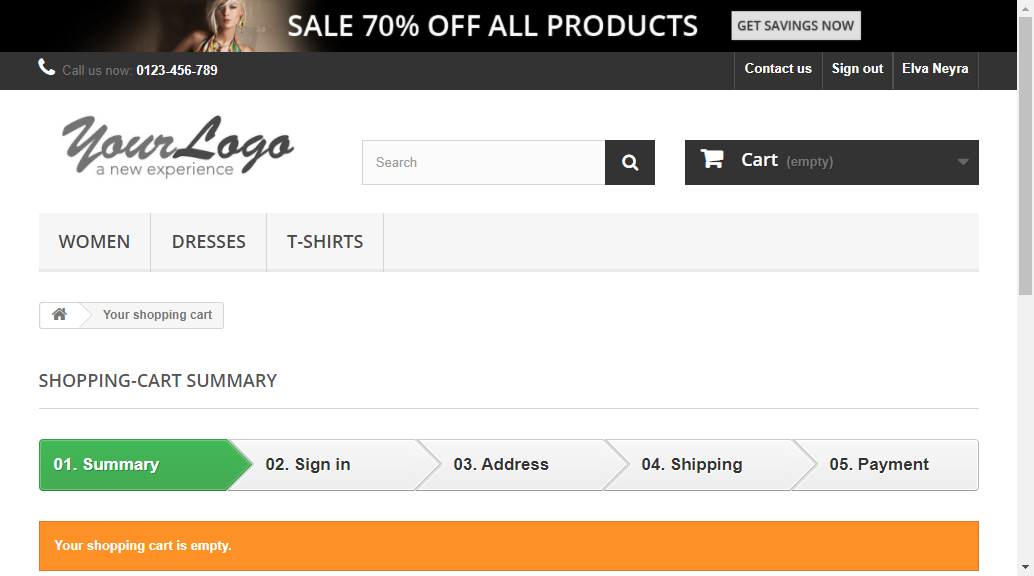 SALE 70% OFF ALL PRODUCTS GET SAVINGS NOW
Call us now: 0123-456-789 Contact us Sign out Elva Neyra
YourLogo
a new experience
Search Cart (empty)
WOMEN DRESSES T-SHIRTS
Your shopping cart
SHOPPING-CART SUMMARY
01. Summary 02. Sign in 03. Address 04. Shipping 05. Payment
Your shopping cart is empty.